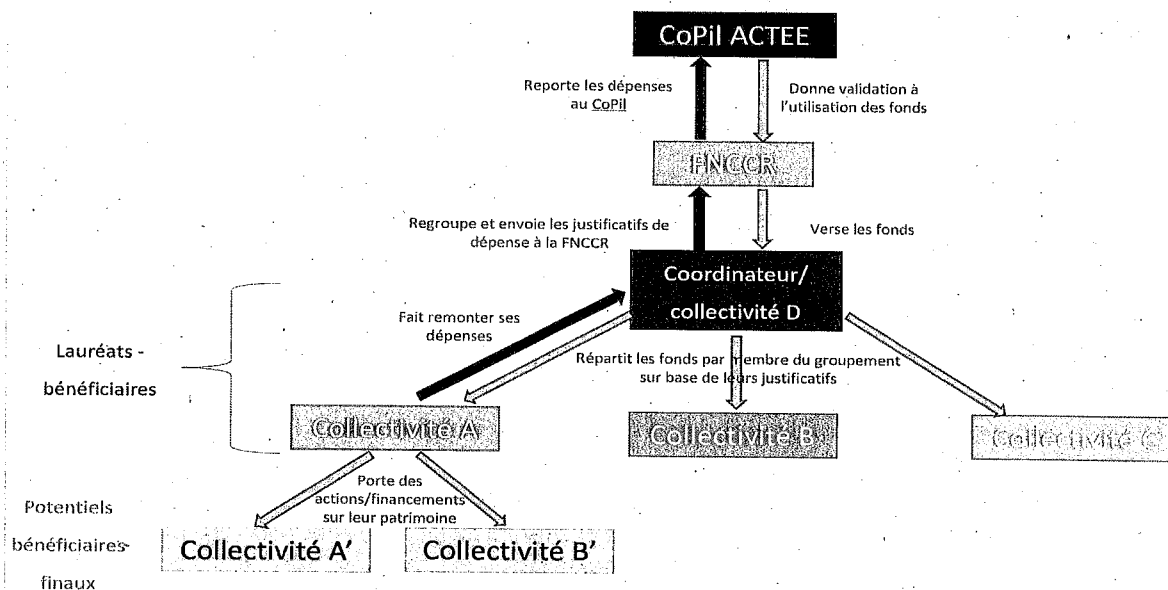 CoPil ACTEE
Reporte les dépenses
au CoPil
Donne validation à
l'utilisation des fonds
FNCCR
Regroupe et envoie les justificatifs de
dépense à la FNCCR
Verse les fonds
Coordinateur/
collectivité D
Fait remonter ses
dépenses
Répartit les fonds par membre du groupement
sur base de leurs justificatifs
Lauréats -
bénéficiaires
Collectivité A
Collectivité B
Collectivité C
Porte des
actions/financements
sur leur patrimoine
Potentiels
bénéficiaires-
finaux
Collectivité A'
Collectivité B'